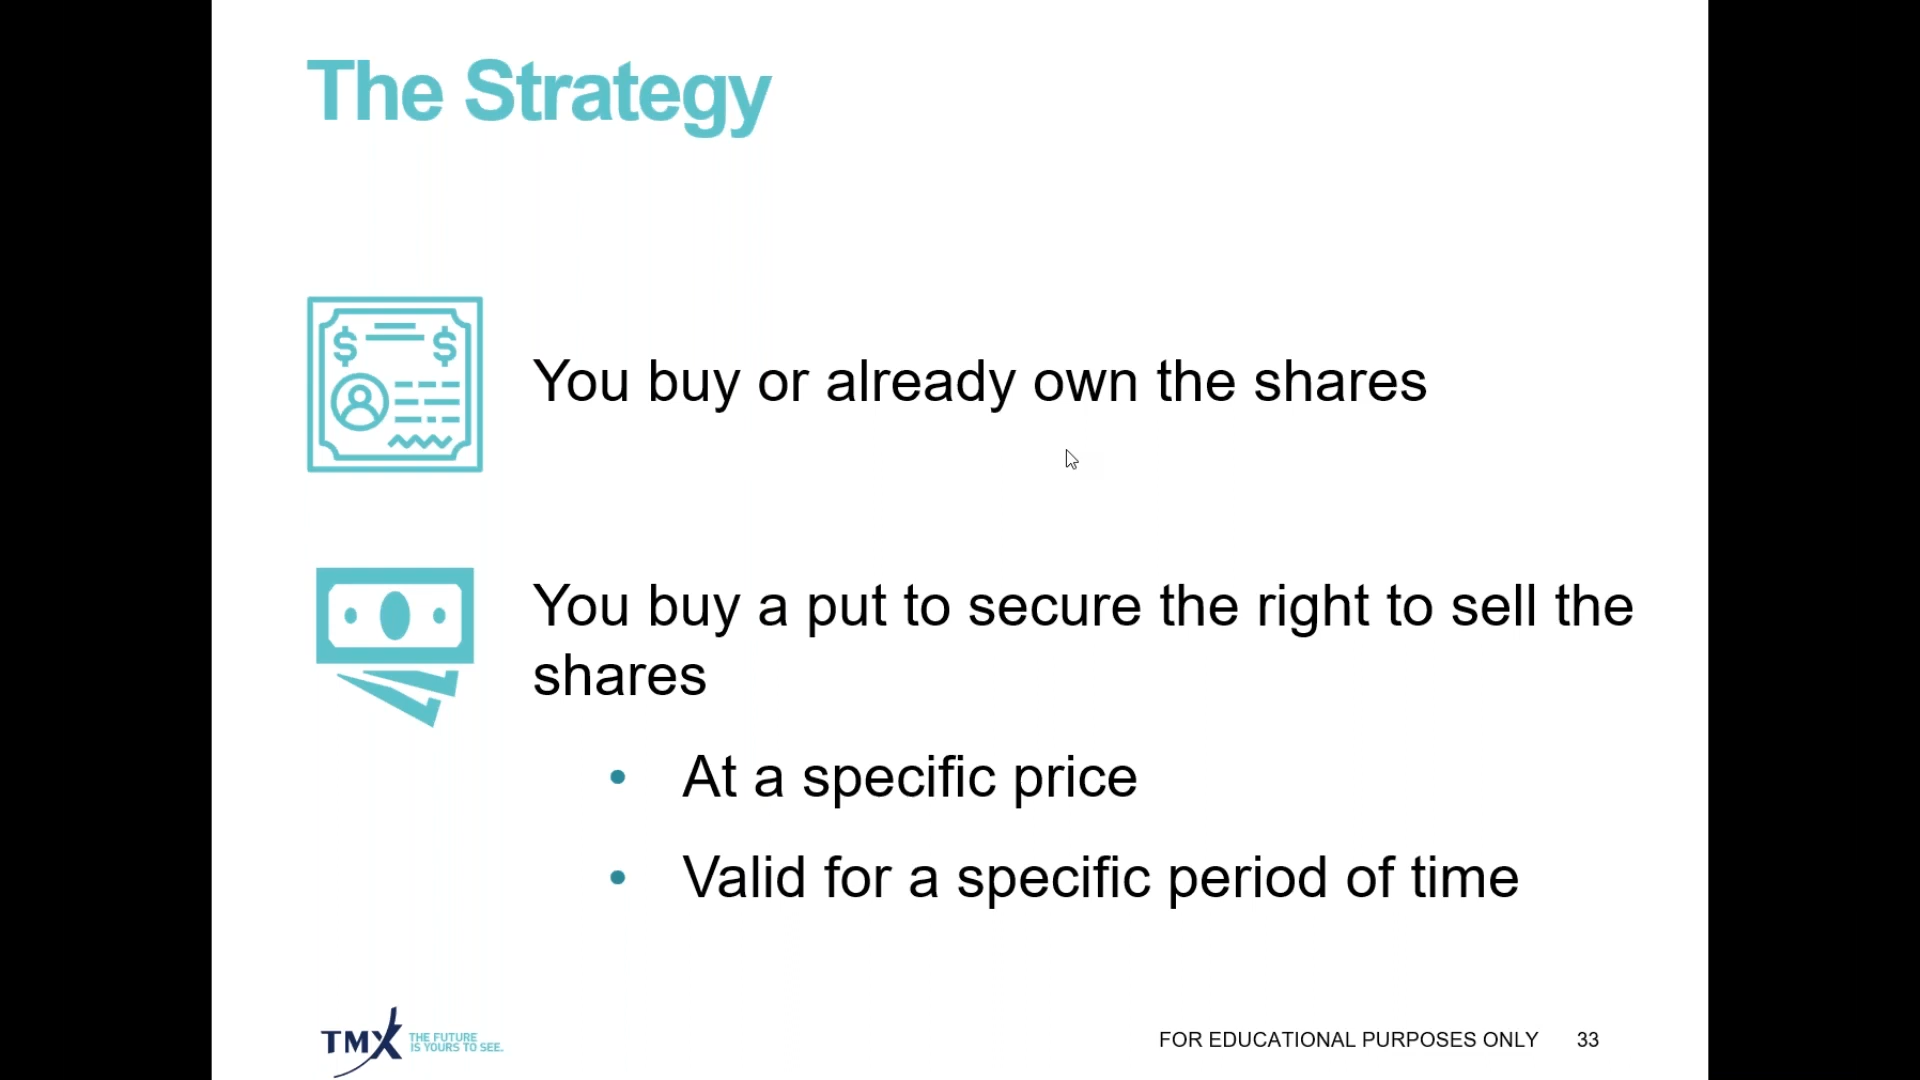 The Strategy
$ $
You buy or already own the shares
You buy a put to secure the right to sell the
shares
• At a specific price
• Valid for a specific period of time
TMX THE FUTURE
IS YOURS TO SEE.
FOR EDUCATIONAL PURPOSES ONLY 33